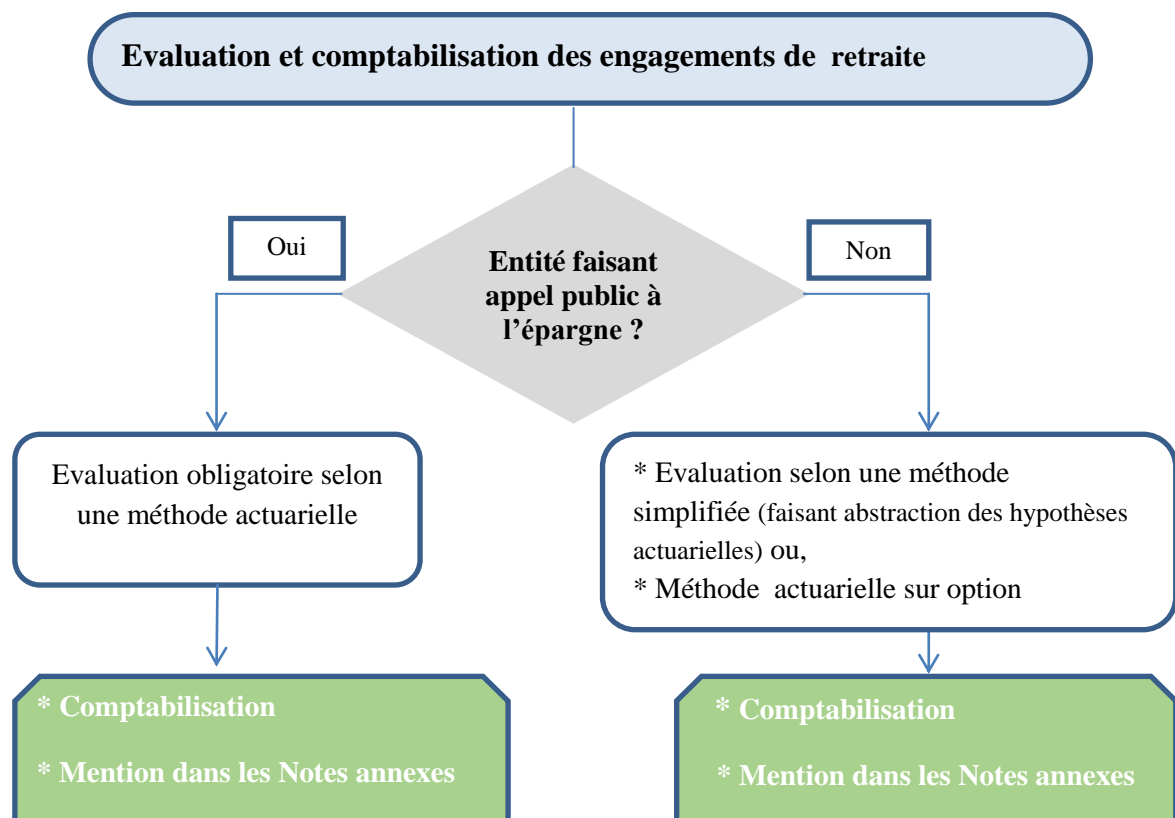 Evaluation et comptabilisation des engagements de retraite
Oui
Non
Entité faisant
appel public à
l’épargne ?
Evaluation obligatoire selon
une méthode actuarielle
* Evaluation selon une méthode
simplifiée (faisant abstraction des hypothèses
actuarielles) ou,
* Méthode actuarielle sur option
* Comptabilisation
* Mention dans les Notes annexes
* Comptabilisation
* Mention dans les Notes annexes